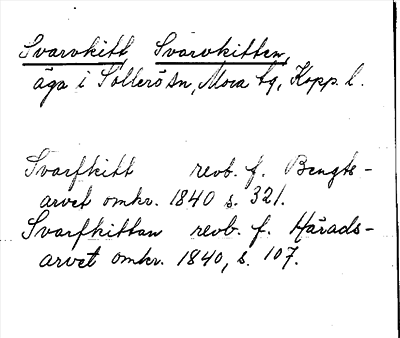 Svarvkitt, Svarvkitten,
äga i Sollerö sn, Mora tg, Kopp. l.
Svarfkitt revb. f. Bengts-
arvet omkr. 1840 s. 321.
Svarfkittan revb. f. Härads-
arvet omkr. 1840, s. 107.